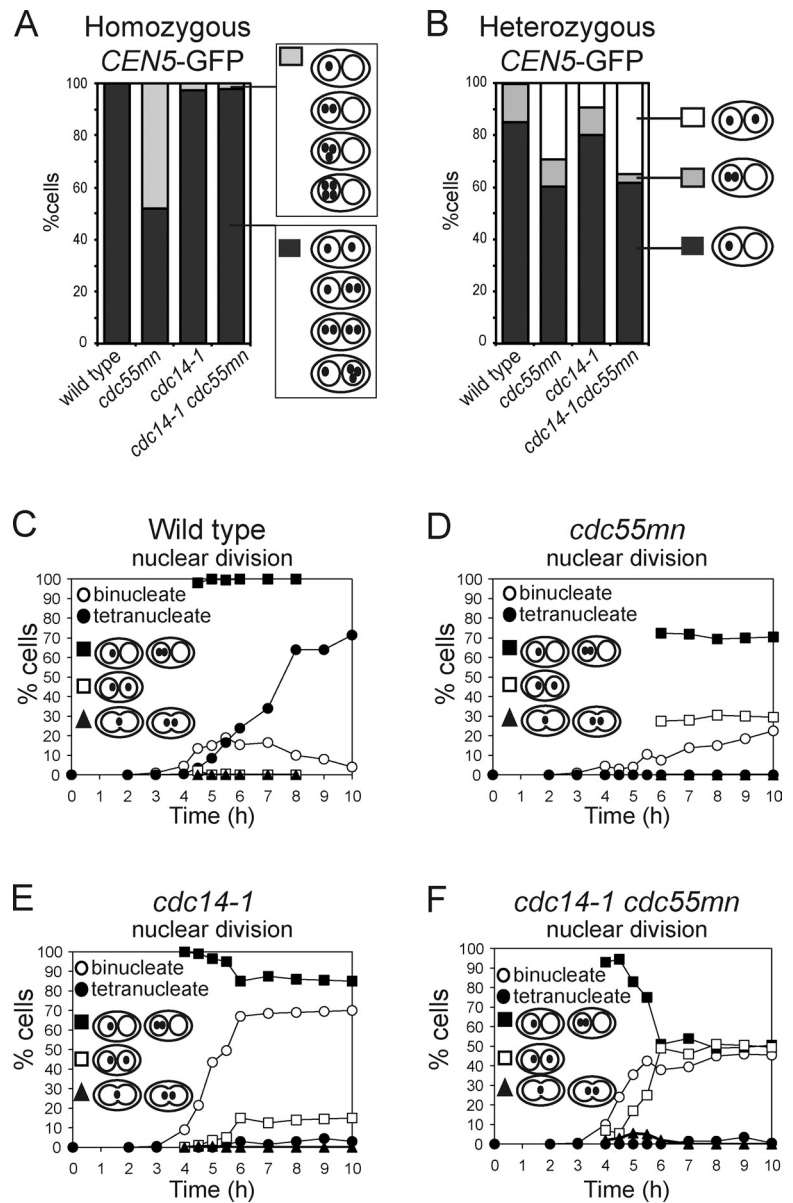 A
Homozygous
CEN5-GFP
100
80
60
40
20
0
%cells
wild type
cdc55mn
cdc14-1
cdc14-1 cdc55mn
B
Heterozygous
CEN5-GFP
100
80
60
40
20
0
%cells
wild type
cdc55mn
cdc14-1
cdc14-1cdc55mn
C
Wild type
nuclear division
100
90
80
70
60
50
40
30
20
10
0
% cells
binucleate
tetranucleate
0 1 2 3 4 5 6 7 8 9 10
Time (h)
D
cdc55mn
nuclear division
100
90
80
70
60
50
40
30
20
10
0
% cells
binucleate
tetranucleate
0 1 2 3 4 5 6 7 8 9 10
Time (h)
E
cdc14-1
nuclear division
100
90
80
70
60
50
40
30
20
10
0
% cells
binucleate
tetranucleate
0 1 2 3 4 5 6 7 8 9 10
Time (h)
F
cdc14-1 cdc55mn
nuclear division
100
90
80
70
60
50
40
30
20
10
0
% cells
binucleate
tetranucleate
0 1 2 3 4 5 6 7 8 9 10
Time (h)